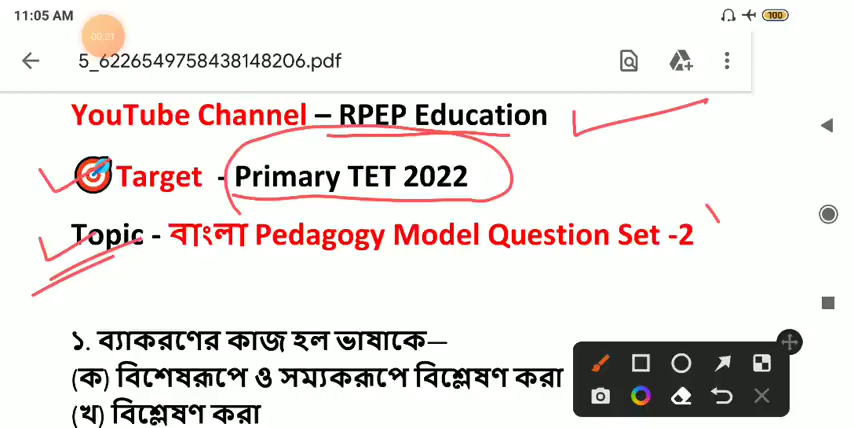 11:05 AM
100
00:21
5_6226549758438148206.pdf
YouTube Channel – RPEP Education
Target - Primary TET 2022
Topic - বাংলা Pedagogy Model Question Set -2
১. ব্যাকরণের কাজ হল ভাষাকে—
(ক) বিশেষরূপে ও সম্যকরূপে বিশ্লেষণ করা
(খ) বিশ্লেষণ করা